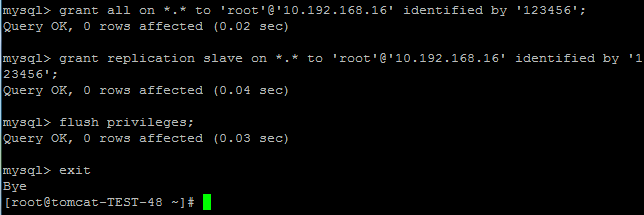 mysql> grant all on *.* to 'root'@'10.192.168.16' identified by '123456';
Query OK, 0 rows affected (0.02 sec)
mysql> grant replication slave on *.* to 'root'@'10.192.168.16' identified by '1
23456';
Query OK, 0 rows affected (0.04 sec)
mysql> flush privileges;
Query OK, 0 rows affected (0.03 sec)
mysql> exit
Bye
[root@tomcat-TEST-48 ~]#